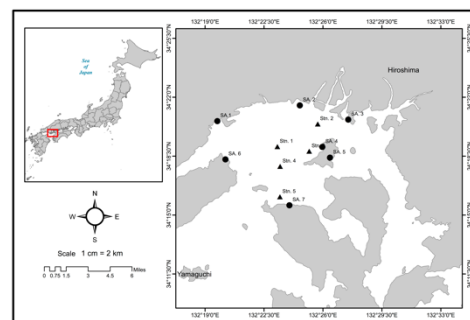 Sea
of
Japan
N
W
E
S
Scale 1 cm = 2 km
0 0.75 1.5 3 4.5 6
Miles
132°19'0"E 132°22'30"E 132°26'0"E 132°29'30"E 132°33'0"E
Hiroshima
SA. 1
SA. 3
Stn. 2
Stn. 1
SA. 4
SA. 5
SA. 6
Stn. 4
Stn. 5
SA. 7
Yamaguchi
132°19'0"E 132°22'30"E 132°26'0"E 132°29'30"E 132°33'0"E